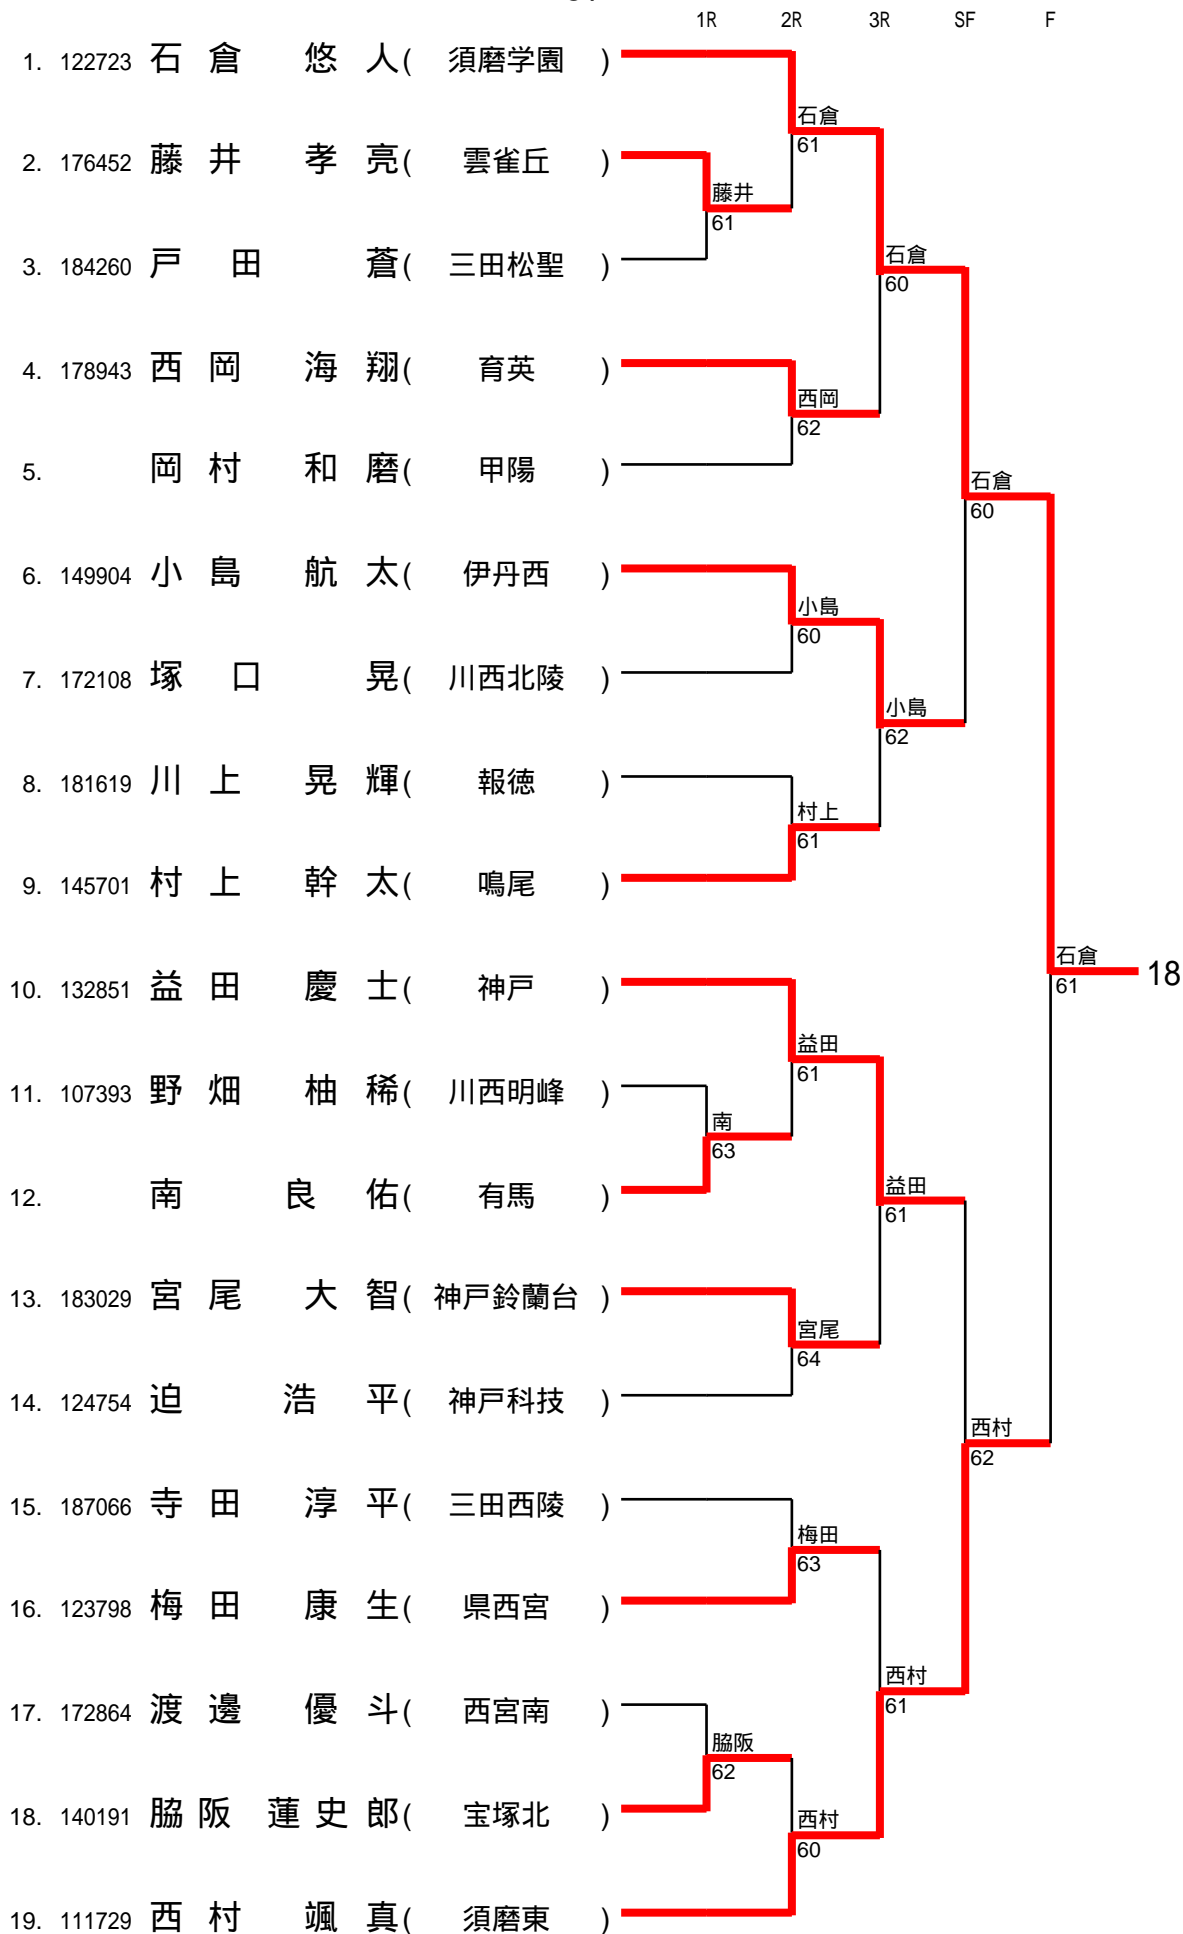 1R 2R 3R SF F
1. 122723 石倉 悠人( 須磨学園 )
石倉
61
2. 176452 藤井 孝亮( 雲雀丘 )
藤井
61
3. 184260 戸田 蒼( 三田松聖 )
石倉
60
4. 178943 西岡 海翔( 育英 )
西岡
62
5. 岡村 和磨( 甲陽 )
石倉
60
6. 149904 小島 航太( 伊丹西 )
小島
60
7. 172108 塚口 晃( 川西北陵 )
小島
62
8. 181619 川上 晃輝( 報徳 )
村上
61
9. 145701 村上 幹太( 鳴尾 )
石倉
61
18
10. 132851 益田 慶士( 神戸 )
益田
61
11. 107393 野畑 柚稀( 川西明峰 )
南
63
12. 南 良佑( 有馬 )
益田
61
13. 183029 宮尾 大智( 神戸鈴蘭台 )
宮尾
64
14. 124754 迫 浩平( 神戸科技 )
西村
62
15. 187066 寺田 淳平( 三田西陵 )
梅田
63
16. 123798 梅田 康生( 県西宮 )
西村
61
17. 172864 渡邊 優斗( 西宮南 )
脇阪
62
18. 140191 脇阪 蓮史郎( 宝塚北 )
西村
60
19. 111729 西村 颯真( 須磨東 )